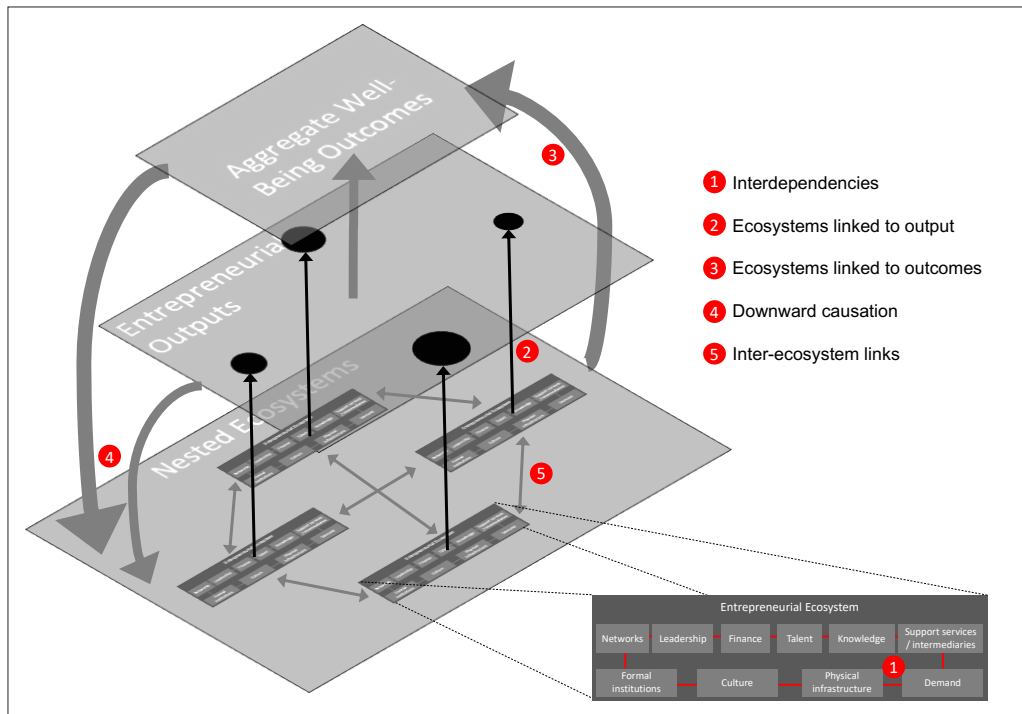 Aggregate Well-
Being Outcomes
Entrepreneurial
Outputs
Nested Ecosystems
3
2
4
5
1 Interdependencies
2 Ecosystems linked to output
3 Ecosystems linked to outcomes
4 Downward causation
5 Inter-ecosystem links
Entrepreneurial Ecosystem
Networks
Leadership
Finance
Talent
Knowledge
Support services
/ intermediaries
1
Formal
institutions
Culture
Physical
infrastructure
Demand